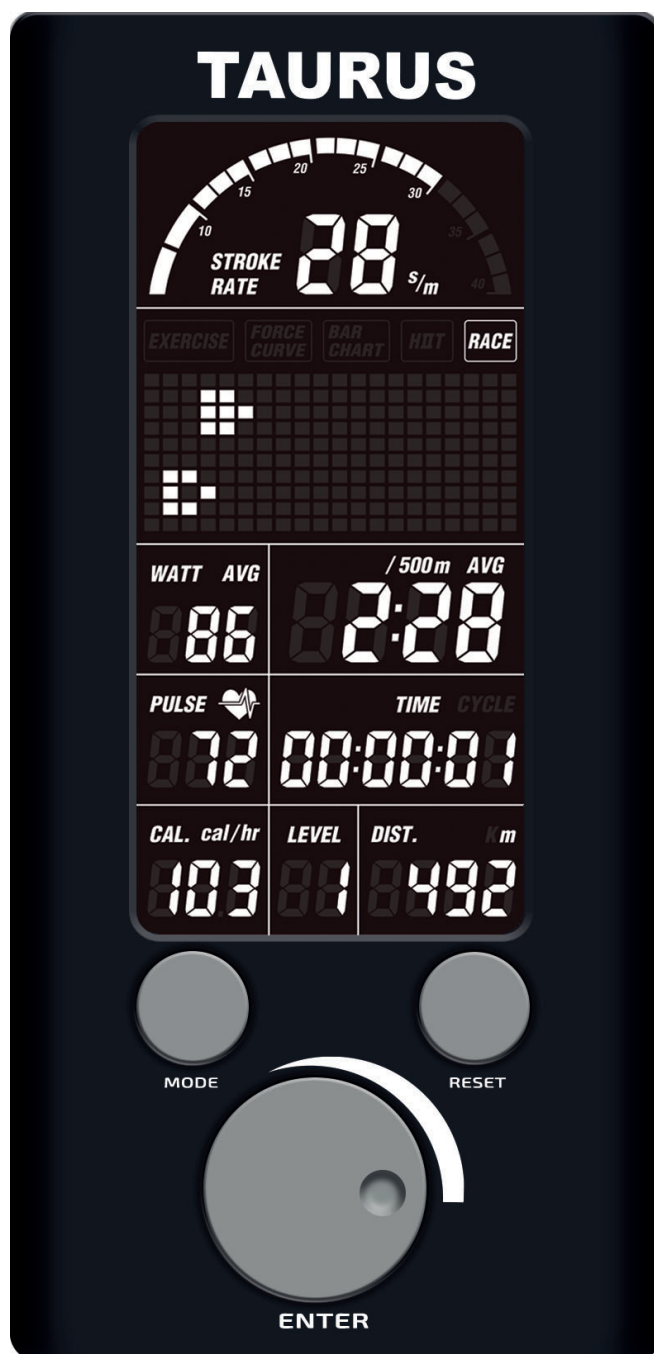 TAURUS
10 15 20 25 30 35 40
STROKE RATE 28 s/m
EXERCISE FORCE CURVE BAR CHART HIIT RACE
WATT AVG /500m AVG
86 2:28
PULSE TIME CYCLE
72 00:00:01
CAL. cal/hr LEVEL DIST. Km
103 1 492
MODE RESET
ENTER